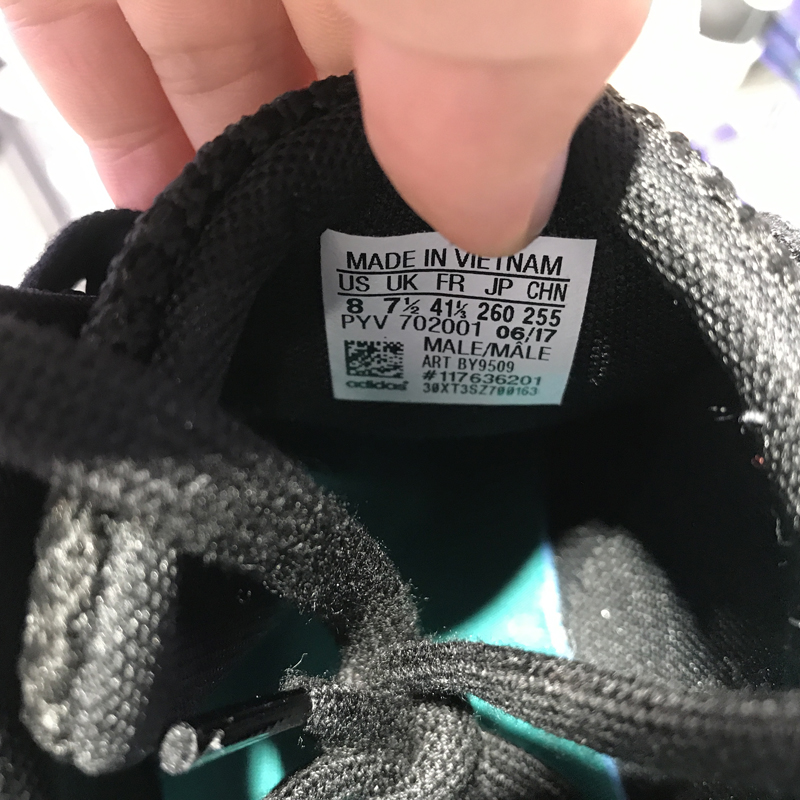 MADE IN VIETNAM
US UK FR JP CHN
8 7½ 41⅓ 260 255
PYV 702001 06/17
MALE/MÂLE
ART BY9509
#117636201
adidas 30XT3SZ700163